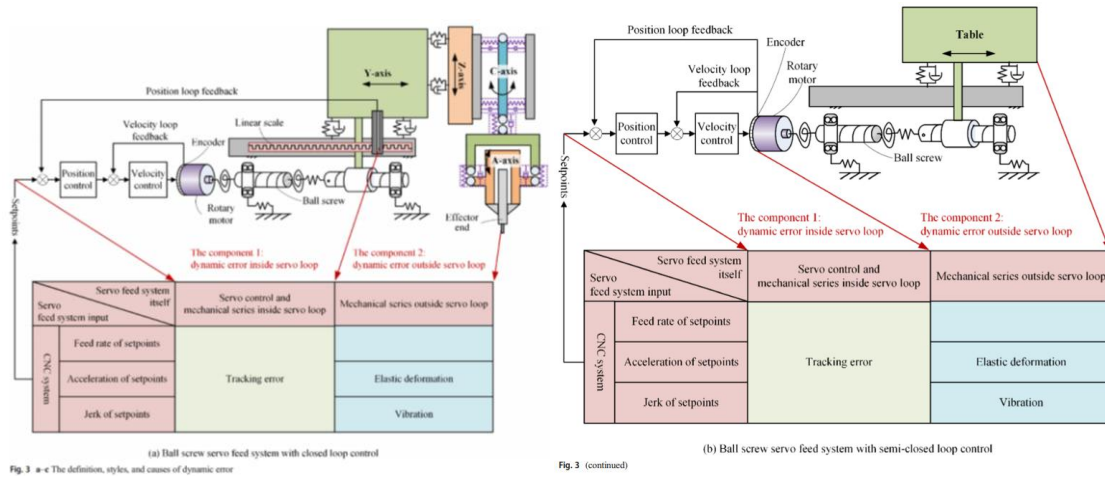 Position loop feedback
Velocity loop
feedback
Linear scale
Encoder
Y-axis
Z-axis
C-axis
A-axis
Position
control
Velocity
control
Rotary
motor
Ball screw
Effector
end
Setpoints
The component 1:
dynamic error inside servo loop
The component 2:
dynamic error outside servo loop
Servo feed system
itself
Servo
feed system input
Servo control and
mechanical series inside servo loop
Mechanical series outside servo loop
CNC system
Feed rate of setpoints
Acceleration of setpoints
Jerk of setpoints
Tracking error
Elastic deformation
Vibration
(a) Ball screw servo feed system with closed loop control
Fig. 3 a–c The definition, styles, and causes of dynamic error
Position loop feedback
Velocity loop
feedback
Encoder
Rotary
motor
Table
Position
control
Velocity
control
Ball screw
Setpoints
The component 1:
dynamic error inside servo loop
The component 2:
dynamic error outside servo loop
Servo feed system
itself
Servo
feed system input
Servo control and
mechanical series inside servo loop
Mechanical series outside servo loop
CNC system
Feed rate of setpoints
Acceleration of setpoints
Jerk of setpoints
Tracking error
Elastic deformation
Vibration
(b) Ball screw servo feed system with semi-closed loop control
Fig. 3 (continued)